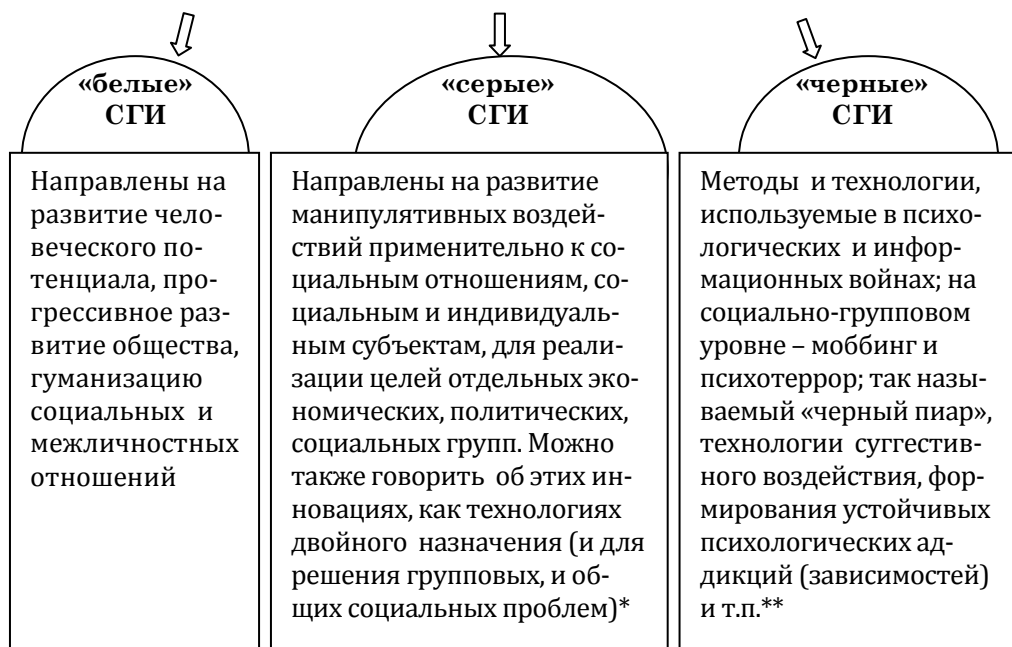 «белые»
СГИ
Направлены на
развитие чело-
веческого по-
тенциала, про-
грессивное раз-
витие общества,
гуманизацию
социальных и
межличностных
отношений
«серые»
СГИ
Направлены на развитие
манипулятивных воздей-
ствий применительно к со-
циальным отношениям, со-
циальным и индивидуаль-
ным субъектам, для реали-
зации целей отдельных эко-
номических, политических,
социальных групп. Можно
также говорить об этих ин-
новациях, как технологиях
двойного назначения (и для
решения групповых, и об-
щих социальных проблем)*
«черные»
СГИ
Методы и технологии,
используемые в психо-
логических и инфор-
мационных войнах; на
социально-групповом
уровне – моббинг и
психотеррор; так назы-
ваемый «черный пиар»,
технологии суггестив-
ного воздействия, фор-
мирования устойчивых
психологических ад-
дикций (зависимостей)
и т.п.**